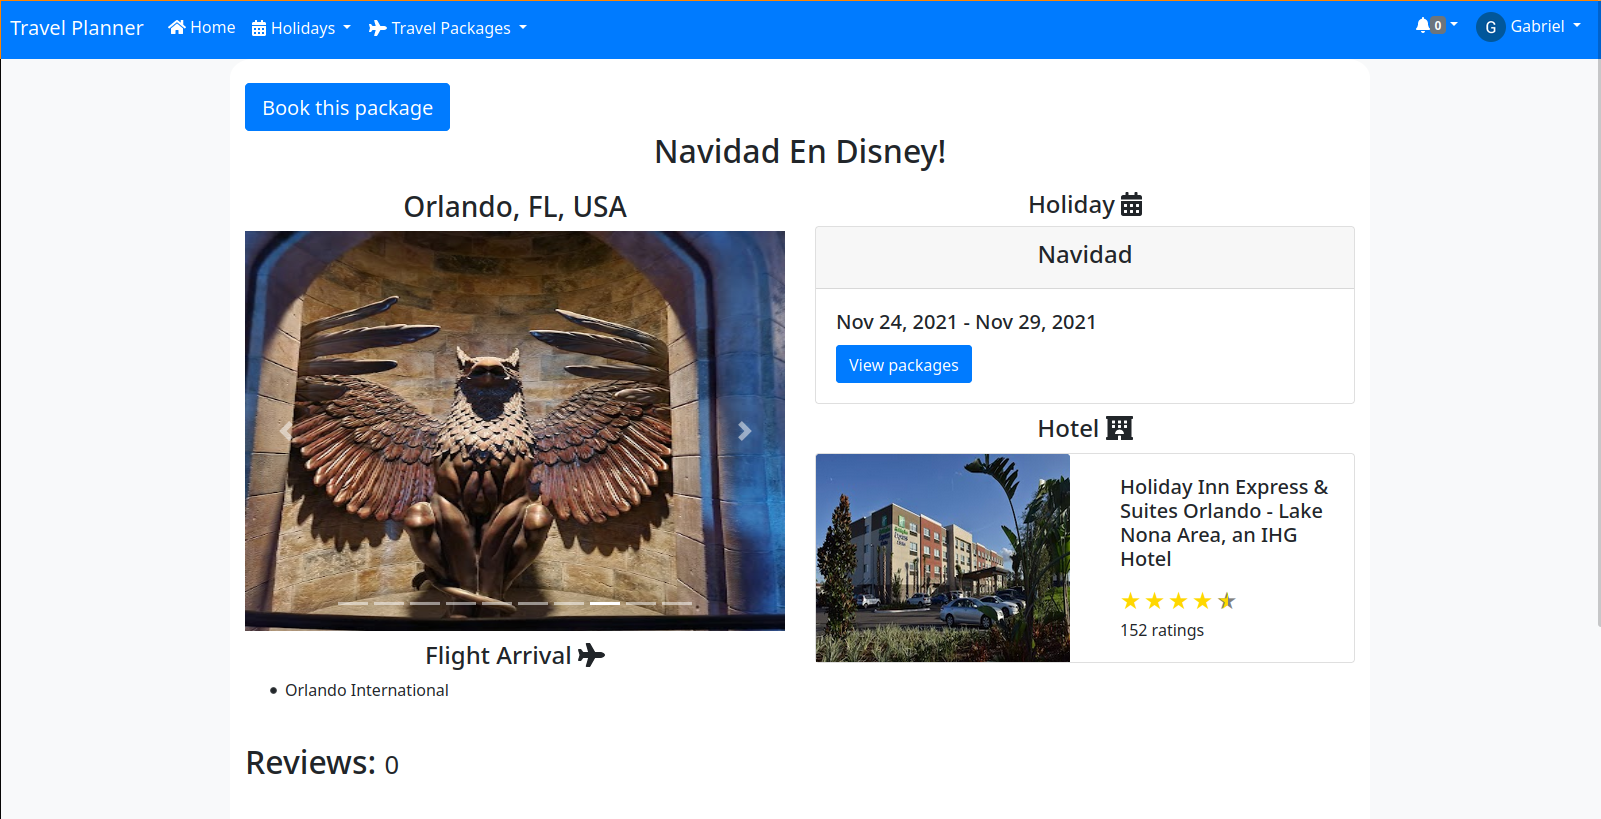 Travel Planner Home Holidays Travel Packages 0 G Gabriel
Book this package
Navidad En Disney!
Orlando, FL, USA
Flight Arrival
Orlando International
Holiday
Navidad
Nov 24, 2021 - Nov 29, 2021
View packages
Hotel
Holiday Inn Express &
Suites Orlando - Lake
Nona Area, an IHG
Hotel
152 ratings
Reviews: 0